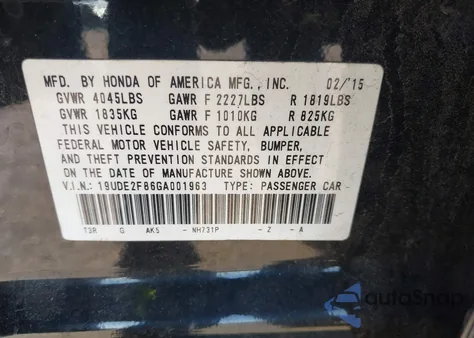 MFD. BY HONDA OF AMERICA MFG., INC. 02/'15
GVWR 4045LBS GAWR F 2227LBS R 1819LBS
GVWR 1835KG GAWR F 1010KG R 825KG
THIS VEHICLE CONFORMS TO ALL APPLICABLE
FEDERAL MOTOR VEHICLE SAFETY, BUMPER,
AND THEFT PREVENTION STANDARDS IN EFFECT
ON THE DATE OF MANUFACTURE SHOWN ABOVE.
V.I.N.: 19UDE2F86GA001963 TYPE: PASSENGER CAR
T3R G AK5 - NH731P - Z - A
autoSnap